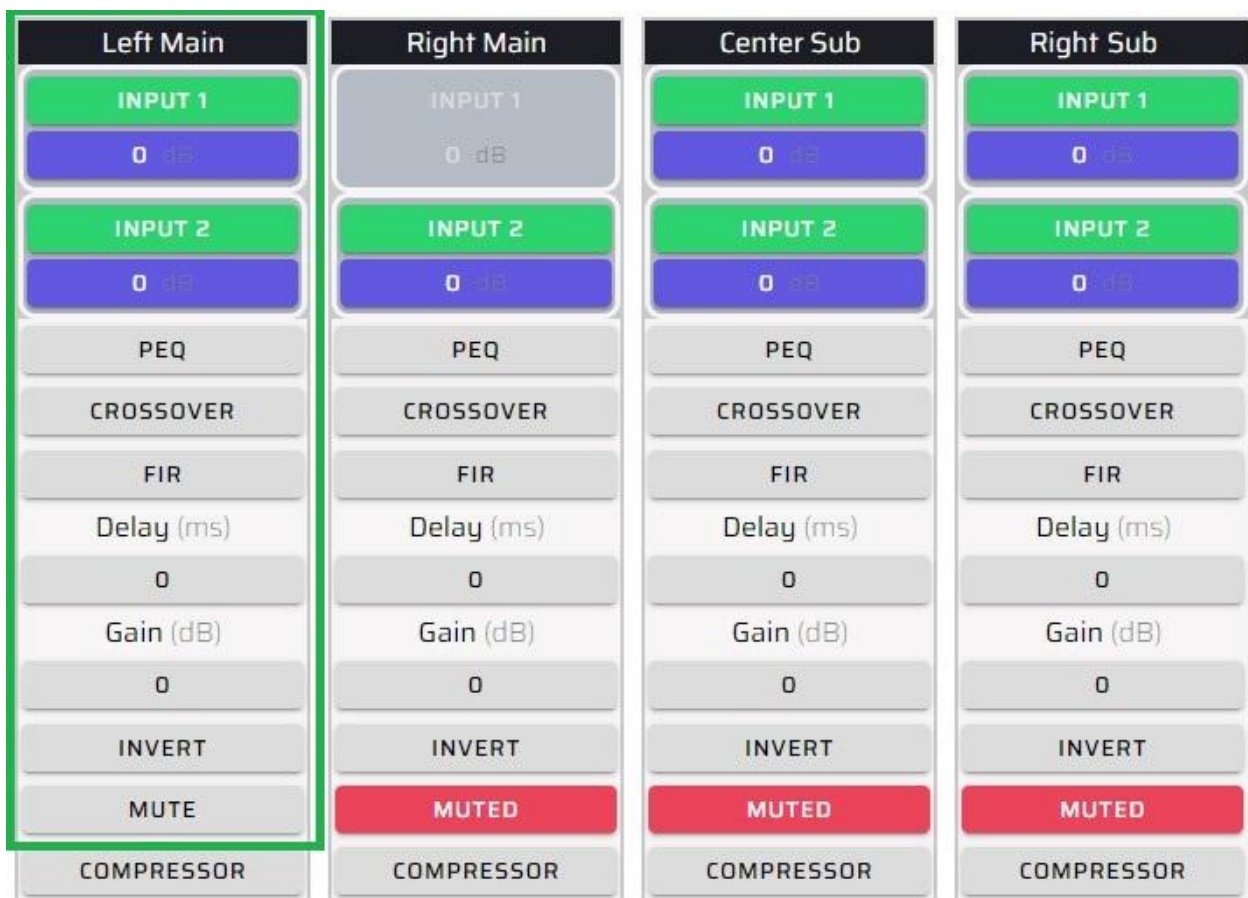 Left Main Right Main Center Sub Right Sub
INPUT 1 INPUT 1 INPUT 1 INPUT 1
0 dB 0 dB 0 dB 0 dB
INPUT 2 INPUT 2 INPUT 2 INPUT 2
0 dB 0 dB 0 dB 0 dB
PEQ PEQ PEQ PEQ
CROSSOVER CROSSOVER CROSSOVER CROSSOVER
FIR FIR FIR FIR
Delay (ms) Delay (ms) Delay (ms) Delay (ms)
0 0 0 0
Gain (dB) Gain (dB) Gain (dB) Gain (dB)
0 0 0 0
INVERT INVERT INVERT INVERT
MUTE MUTED MUTED MUTED
COMPRESSOR COMPRESSOR COMPRESSOR COMPRESSOR